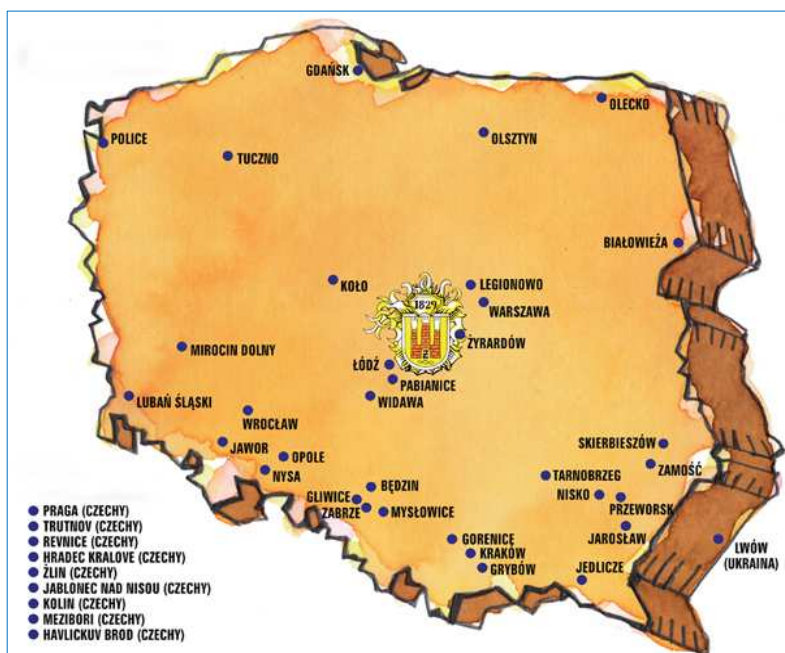 GDAŃSK
OLECKO
POLICE
OLSZTYN
TUCZNO
BIAŁOWIEŻA
KOŁO
LEGIONOWO
1829
WARSZAWA
ŻYRARDÓW
MIROCIN DOLNY
Ż
ŁÓDŹ
PABIANICE
LUBAŃ ŚLĄSKI
WIDAWA
WROCŁAW
JAWOR
SKIERBIESZÓW
OPOLE
ZAMOŚĆ
NYSA
TARNOBRZEG
BĘDZIN
NISKO
GLIWICE
PRZEWORSK
ZABRZE
MYSŁOWICE
JAROSŁAW
GORENICE
LWÓW
(UKRAINA)
KRAKÓW
GRYBÓW
JEDLICZE
PRAGA (CZECHY)
TRUTNOV (CZECHY)
REVNICE (CZECHY)
HRADEC KRALOVE (CZECHY)
ŻLIN (CZECHY)
JABLONEC NAD NISOU (CZECHY)
KOLIN (CZECHY)
MEZIBORI (CZECHY)
HAVLICKUV BROD (CZECHY)